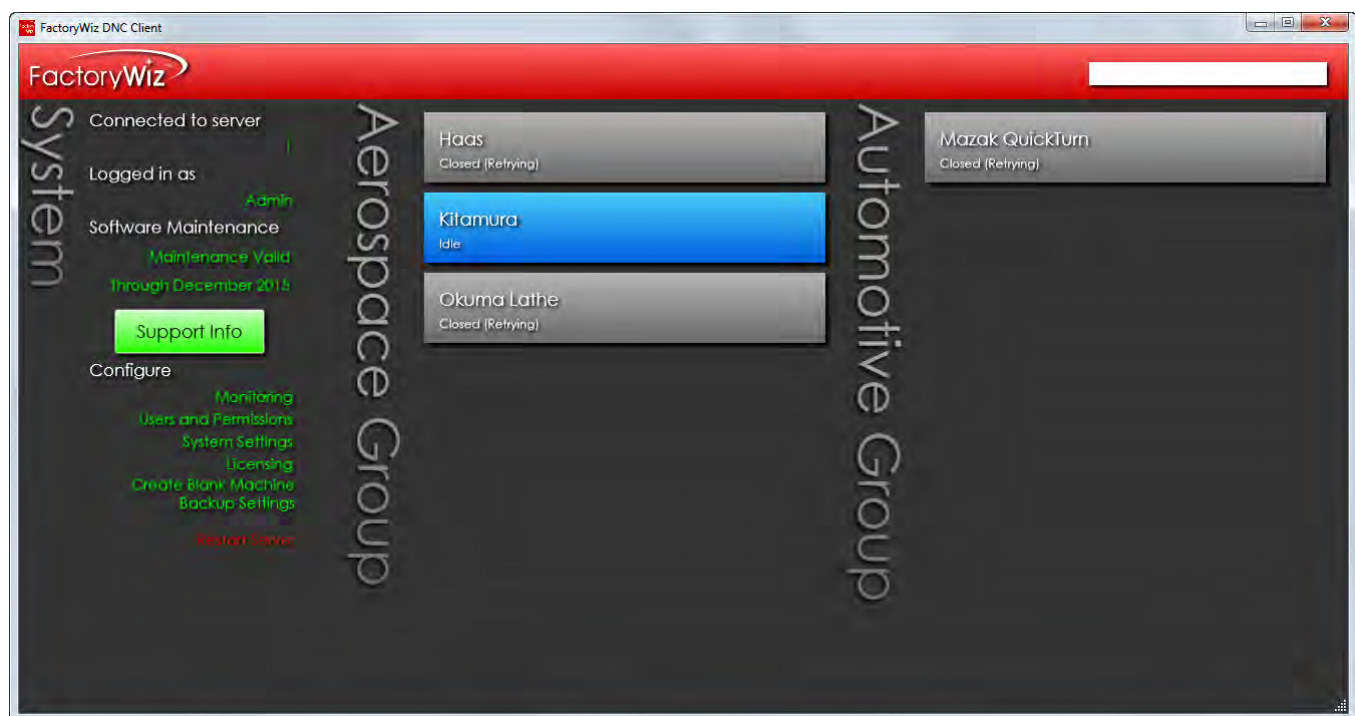 FactoryWiz DNC Client
FactoryWiz
System
Connected to server
Logged in as
Admin
Software Maintenance
Maintenance Valid
Through December 2015
Support Info
Configure
Monitoring
Users and Permissions
System Settings
Licensing
Create Blank Machine
Backup Settings
Restart Server
Aerospace Group
Haas
Closed (Retrying)
Kitamura
Idle
Okuma Lathe
Closed (Retrying)
Automotive Group
Mazak QuickTurn
Closed (Retrying)